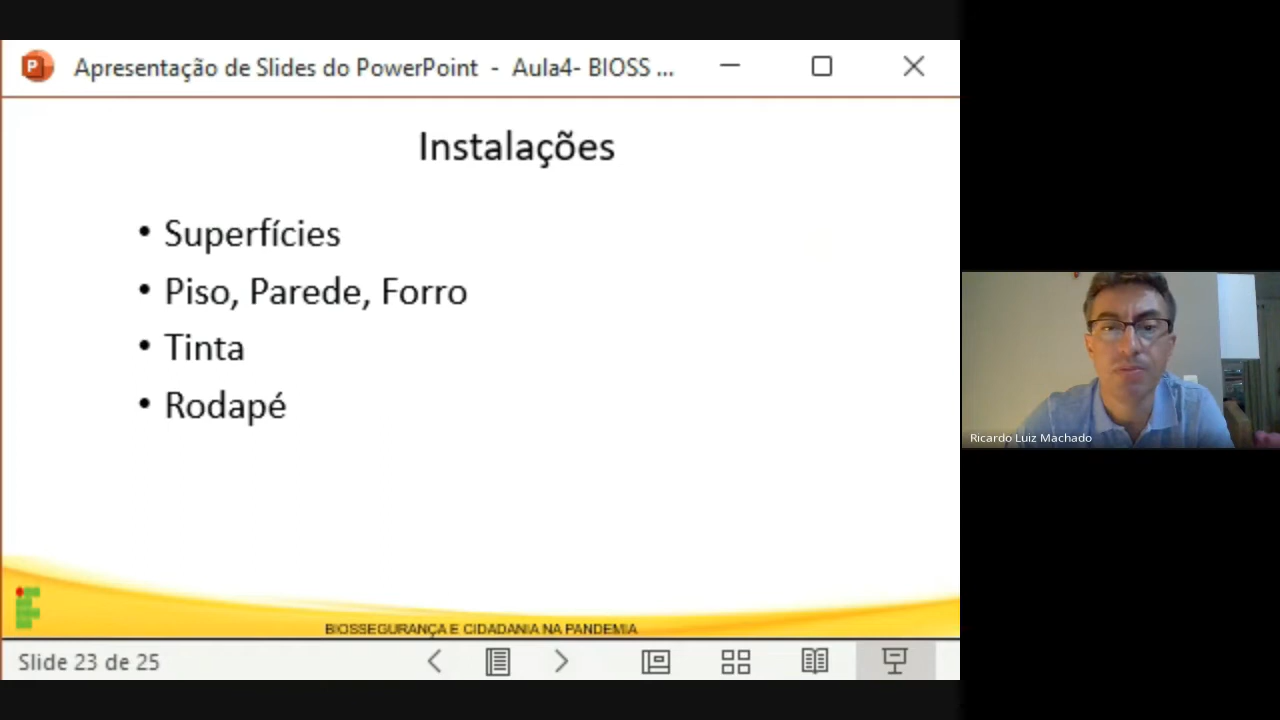 Apresentação de Slides do PowerPoint - Aula4- BIOSS ...
Instalações
• Superfícies
• Piso, Parede, Forro
• Tinta
• Rodapé
BIOSSEGURANÇA E CIDADANIA NA PANDEMIA
Slide 23 de 25
Ricardo Luiz Machado